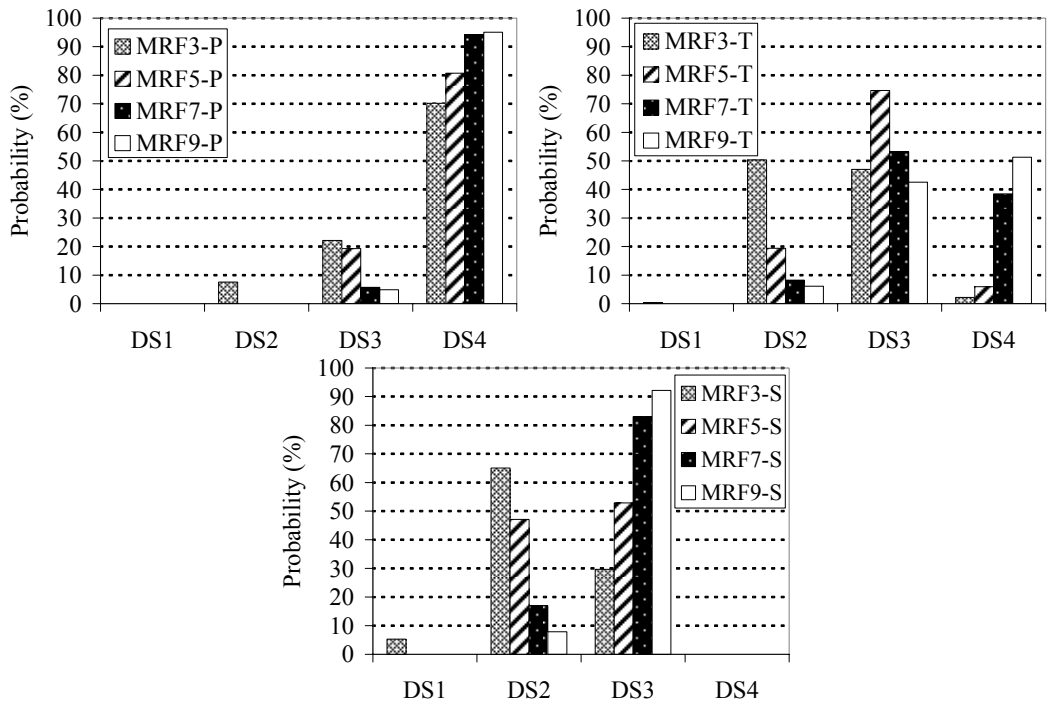 100
90
80
70
60
50
40
30
20
10
0
Probability (%)
MRF3-P
MRF5-P
MRF7-P
MRF9-P
DS1 DS2 DS3 DS4
100
90
80
70
60
50
40
30
20
10
0
Probability (%)
MRF3-T
MRF5-T
MRF7-T
MRF9-T
DS1 DS2 DS3 DS4
100
90
80
70
60
50
40
30
20
10
0
Probability (%)
MRF3-S
MRF5-S
MRF7-S
MRF9-S
DS1 DS2 DS3 DS4